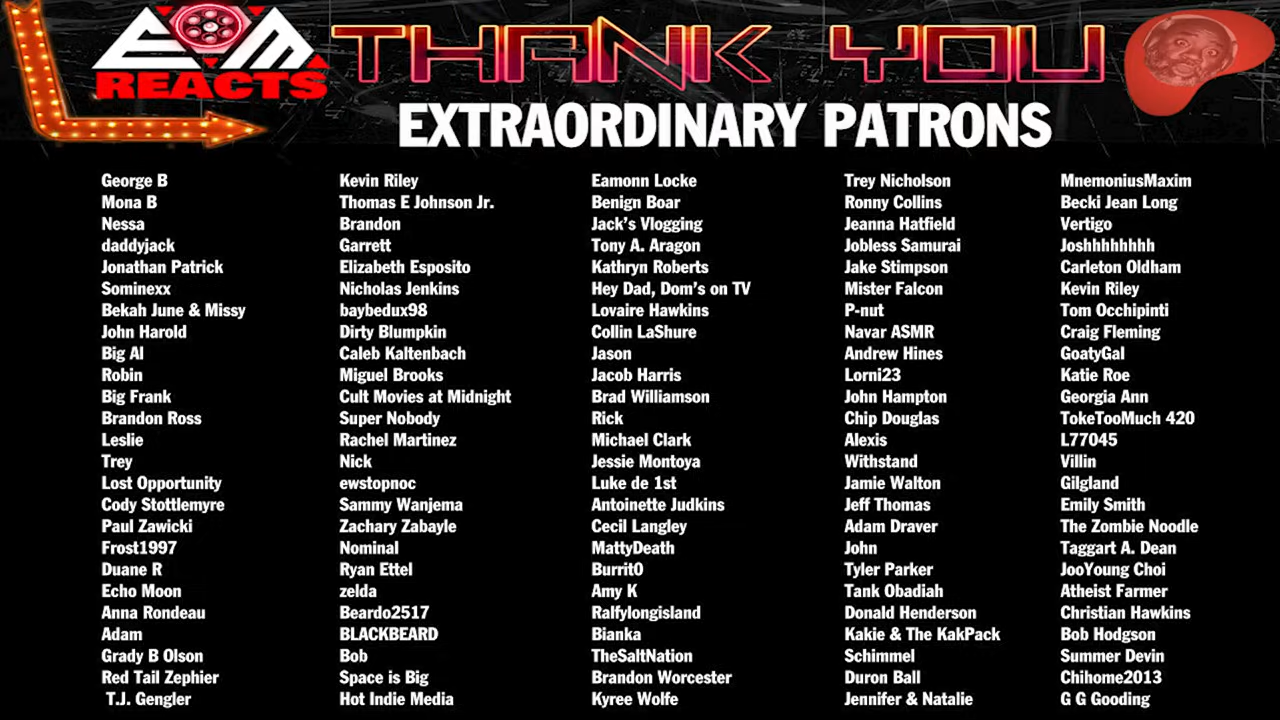 EOM
REACTS
THANK YOU
EXTRAORDINARY PATRONS
George B
Mona B
Nessa
daddyjack
Jonathan Patrick
Sominexx
Bekah June & Missy
John Harold
Big Al
Robin
Big Frank
Brandon Ross
Leslie
Trey
Lost Opportunity
Cody Stottlemyre
Paul Zawicki
Frost1997
Duane R
Echo Moon
Anna Rondeau
Adam
Grady B Olson
Red Tail Zephier
T.J. Gengler
Kevin Riley
Thomas E Johnson Jr.
Brandon
Garrett
Elizabeth Esposito
Nicholas Jenkins
baybedux98
Dirty Blumpkin
Caleb Kaltenbach
Miguel Brooks
Cult Movies at Midnight
Super Nobody
Rachel Martinez
Nick
ewstopnoc
Sammy Wanjema
Zachary Zabayle
Nominal
Ryan Ettel
zelda
Beardo2517
BLACKBEARD
Bob
Space is Big
Hot Indie Media
Eamonn Locke
Benign Boar
Jack's Vlogging
Tony A. Aragon
Kathryn Roberts
Hey Dad, Dom's on TV
Lovaire Hawkins
Collin LaShure
Jason
Jacob Harris
Brad Williamson
Rick
Michael Clark
Jessie Montoya
Luke de 1st
Antoinette Judkins
Cecil Langley
MattyDeath
Burrit0
Amy K
Ralfylongisland
Bianka
TheSaltNation
Brandon Worcester
Kyree Wolfe
Trey Nicholson
Ronny Collins
Jeanna Hatfield
Jobless Samurai
Jake Stimpson
Mister Falcon
P-nut
Navar ASMR
Andrew Hines
Lorni23
John Hampton
Chip Douglas
Alexis
Withstand
Jamie Walton
Jeff Thomas
Adam Draver
John
Tyler Parker
Tank Obadiah
Donald Henderson
Kakie & The KakPack
Schimmel
Duron Ball
Jennifer & Natalie
MnemoniusMaxim
Becki Jean Long
Vertigo
Joshhhhhhhh
Carleton Oldham
Kevin Riley
Tom Occhipinti
Craig Fleming
GoatyGal
Katie Roe
Georgia Ann
TokeTooMuch 420
L77045
Villin
Gilgland
Emily Smith
The Zombie Noodle
Taggart A. Dean
JooYoung Choi
Atheist Farmer
Christian Hawkins
Bob Hodgson
Summer Devin
Chihome2013
G G Gooding